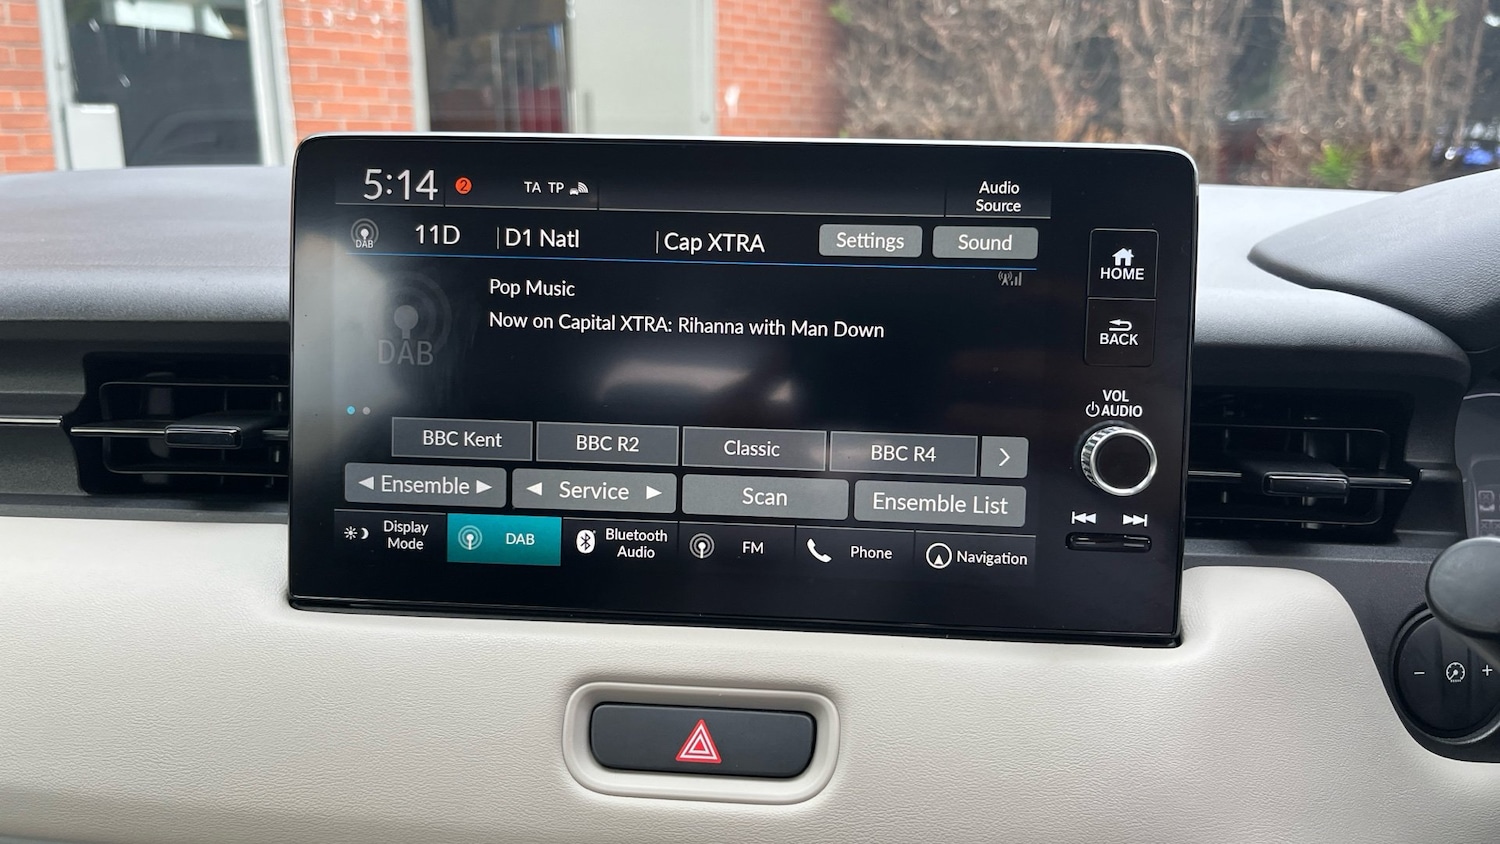 5:14 2 TA TP Audio Source
DAB 11D D1 Natl Cap XTRA Settings Sound
Pop Music
Now on Capital XTRA: Rihanna with Man Down
DAB
BBC Kent BBC R2 Classic BBC R4
Ensemble Service Scan Ensemble List
Display Mode DAB Bluetooth Audio FM Phone Navigation
HOME
BACK
VOL
AUDIO